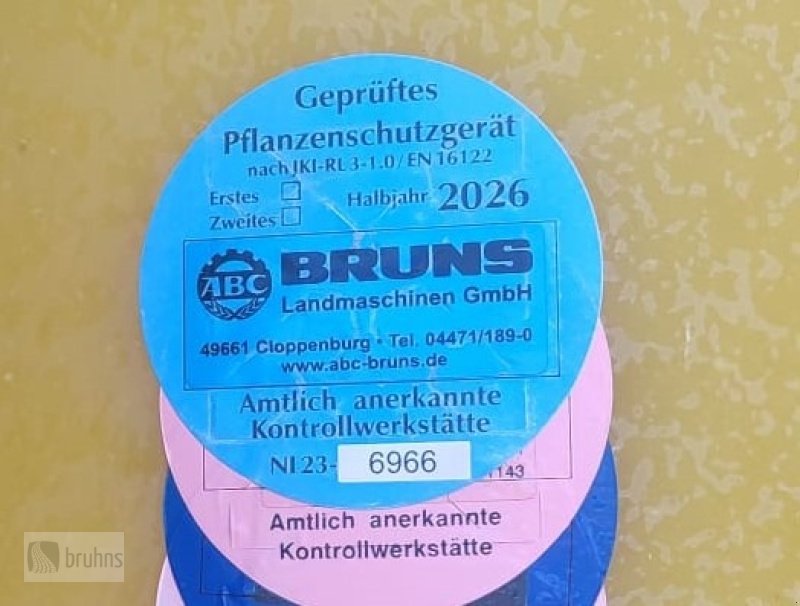 Geprüftes
Pflanzenschutzgerät
nach JKI-RL 3-1.0/EN 16122
Erstes Halbjahr 2026
Zweites
ABC BRUNS
Landmaschinen GmbH
49661 Cloppenburg · Tel. 04471/189-0
www.abc-bruns.de
Amtlich anerkannte
Kontrollwerkstätte
NI 23- 6966
1143
Amtlich anerkannte
Kontrollwerkstätte
bruhns